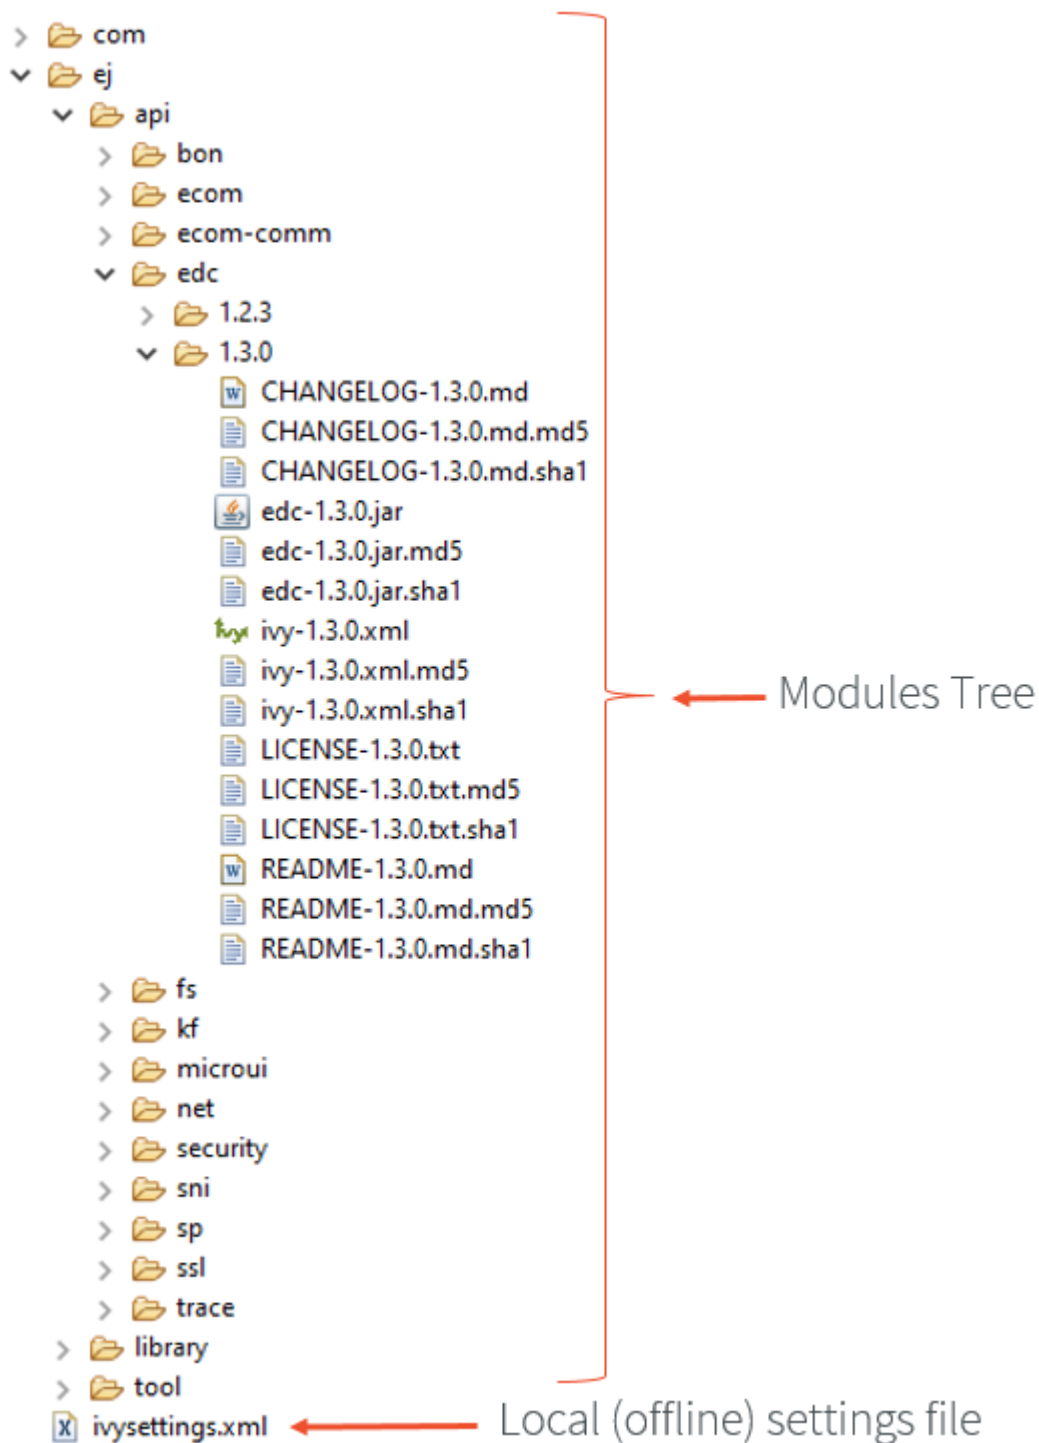 com
ej
api
bon
ecom
ecom-comm
edc
1.2.3
1.3.0
CHANGELOG-1.3.0.md
CHANGELOG-1.3.0.md.md5
CHANGELOG-1.3.0.md.sha1
edc-1.3.0.jar
edc-1.3.0.jar.md5
edc-1.3.0.jar.sha1
ivy-1.3.0.xml
ivy-1.3.0.xml.md5
ivy-1.3.0.xml.sha1
Modules Tree
LICENSE-1.3.0.txt
LICENSE-1.3.0.txt.md5
LICENSE-1.3.0.txt.sha1
README-1.3.0.md
README-1.3.0.md.md5
README-1.3.0.md.sha1
fs
kf
microui
net
security
sni
sp
ssl
trace
library
tool
ivysettings.xml
Local (offline) settings file